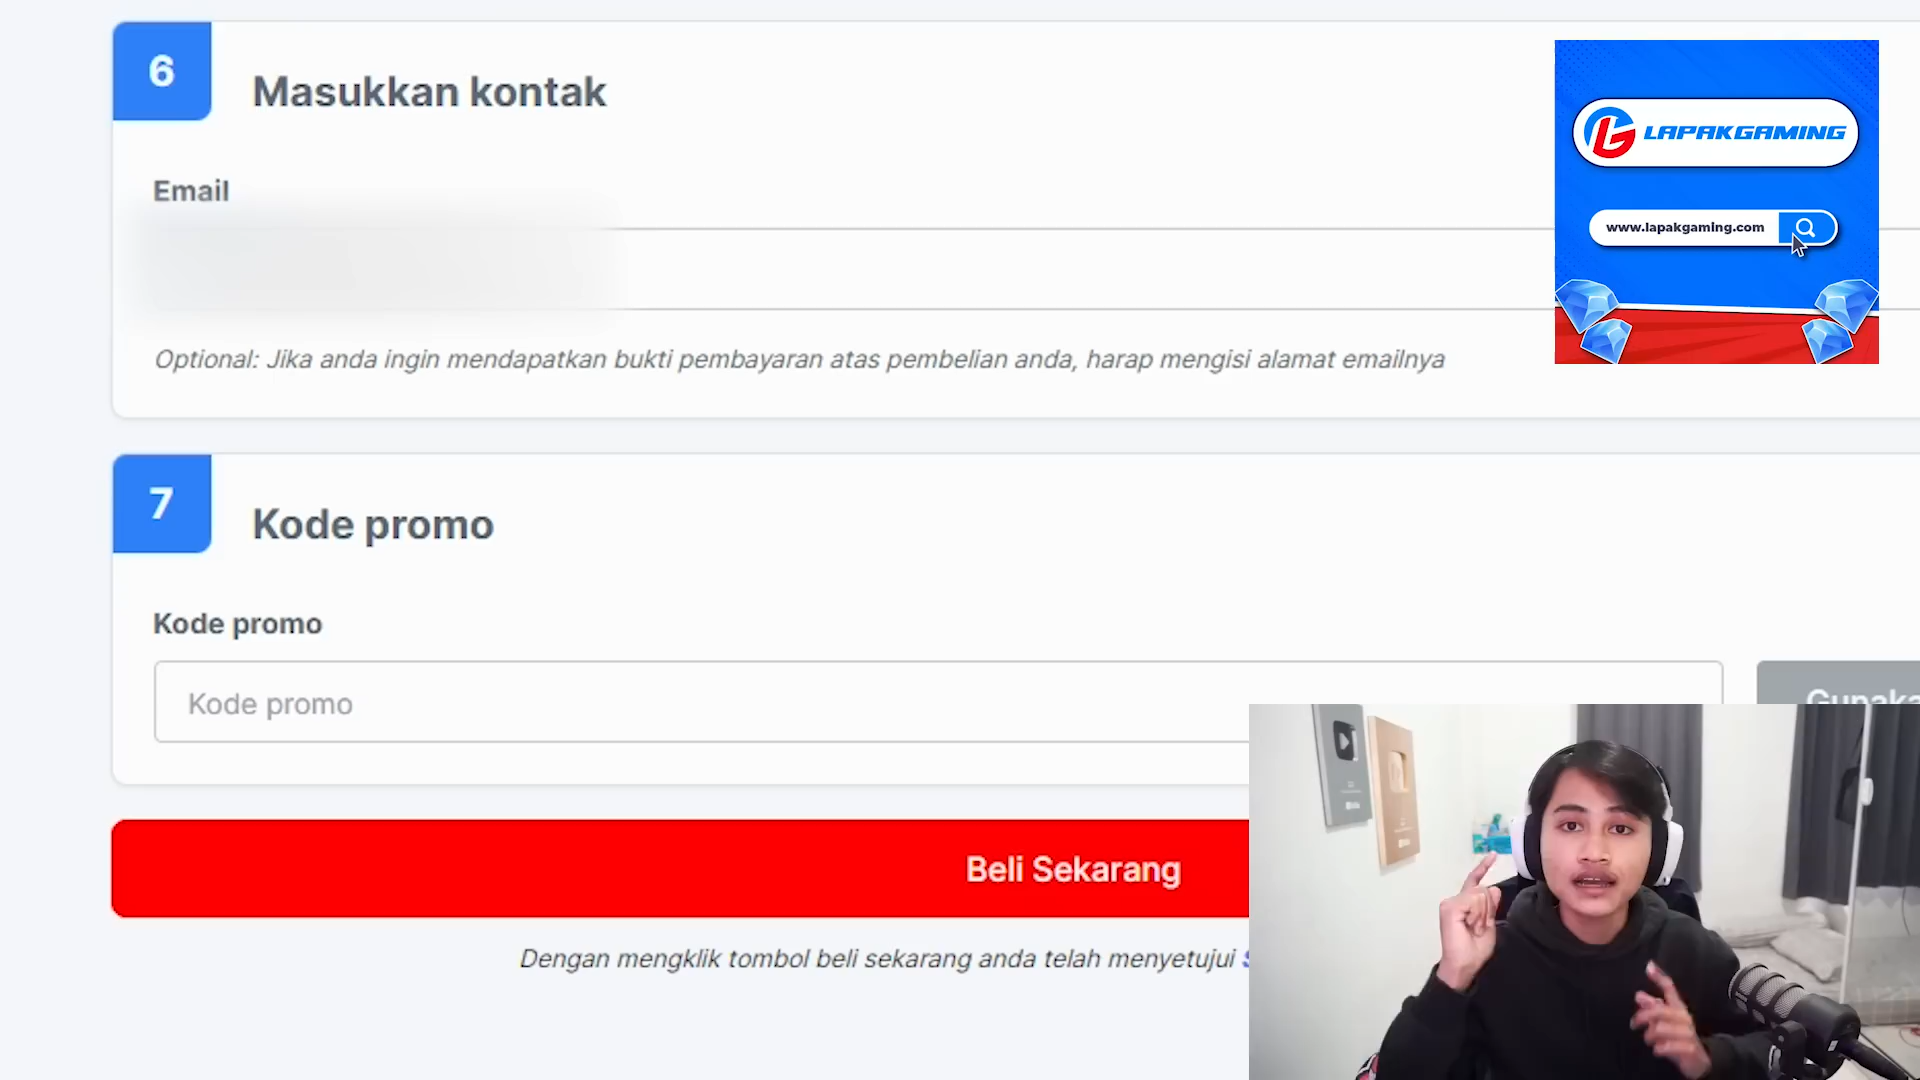 6
Masukkan kontak
Email
Optional: Jika anda ingin mendapatkan bukti pembayaran atas pembelian anda, harap mengisi alamat emailnya
LAPAKGAMING
www.lapakgaming.com
7
Kode promo
Kode promo
Kode promo
Beli Sekarang
Dengan mengklik tombol beli sekarang anda telah menyetujui